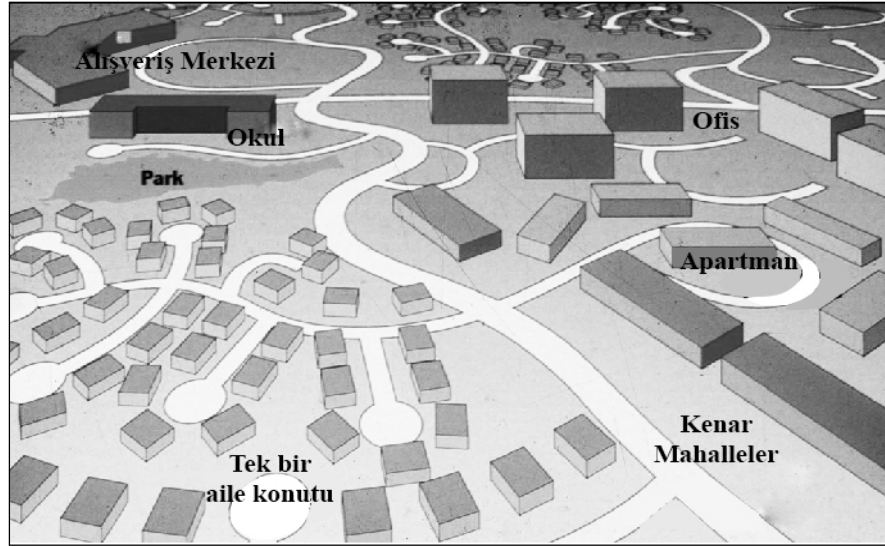 Alışveriş Merkezi
Okul
Ofis
Park
Apartman
Kenar
Mahalleler
Tek bir
aile konutu